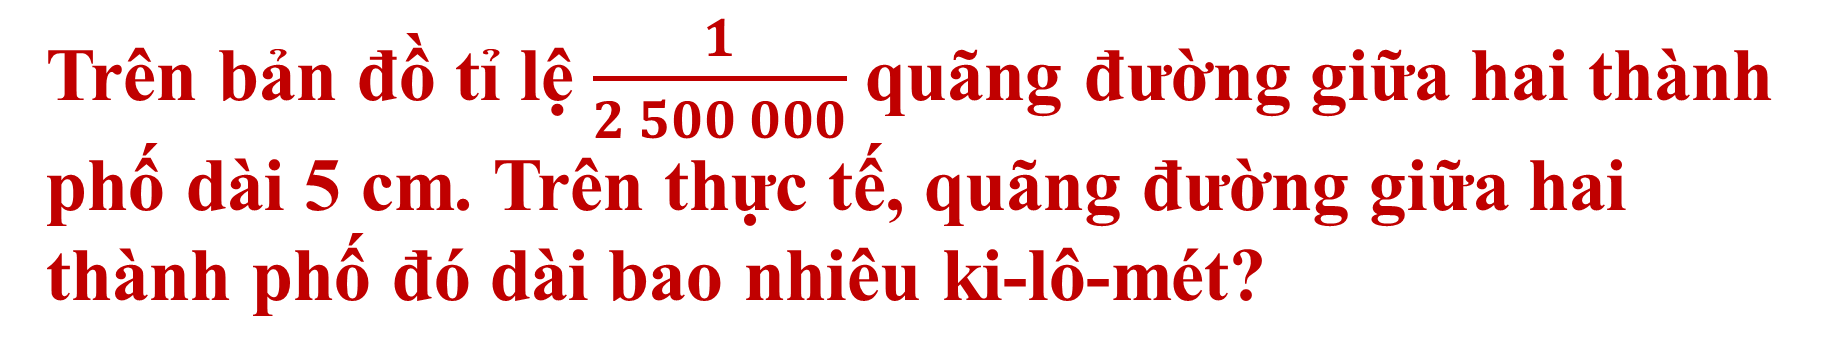 Trên bản đồ tỉ lệ 1/2 500 000 quãng đường giữa hai thành
phố dài 5 cm. Trên thực tế, quãng đường giữa hai
thành phố đó dài bao nhiêu ki-lô-mét?